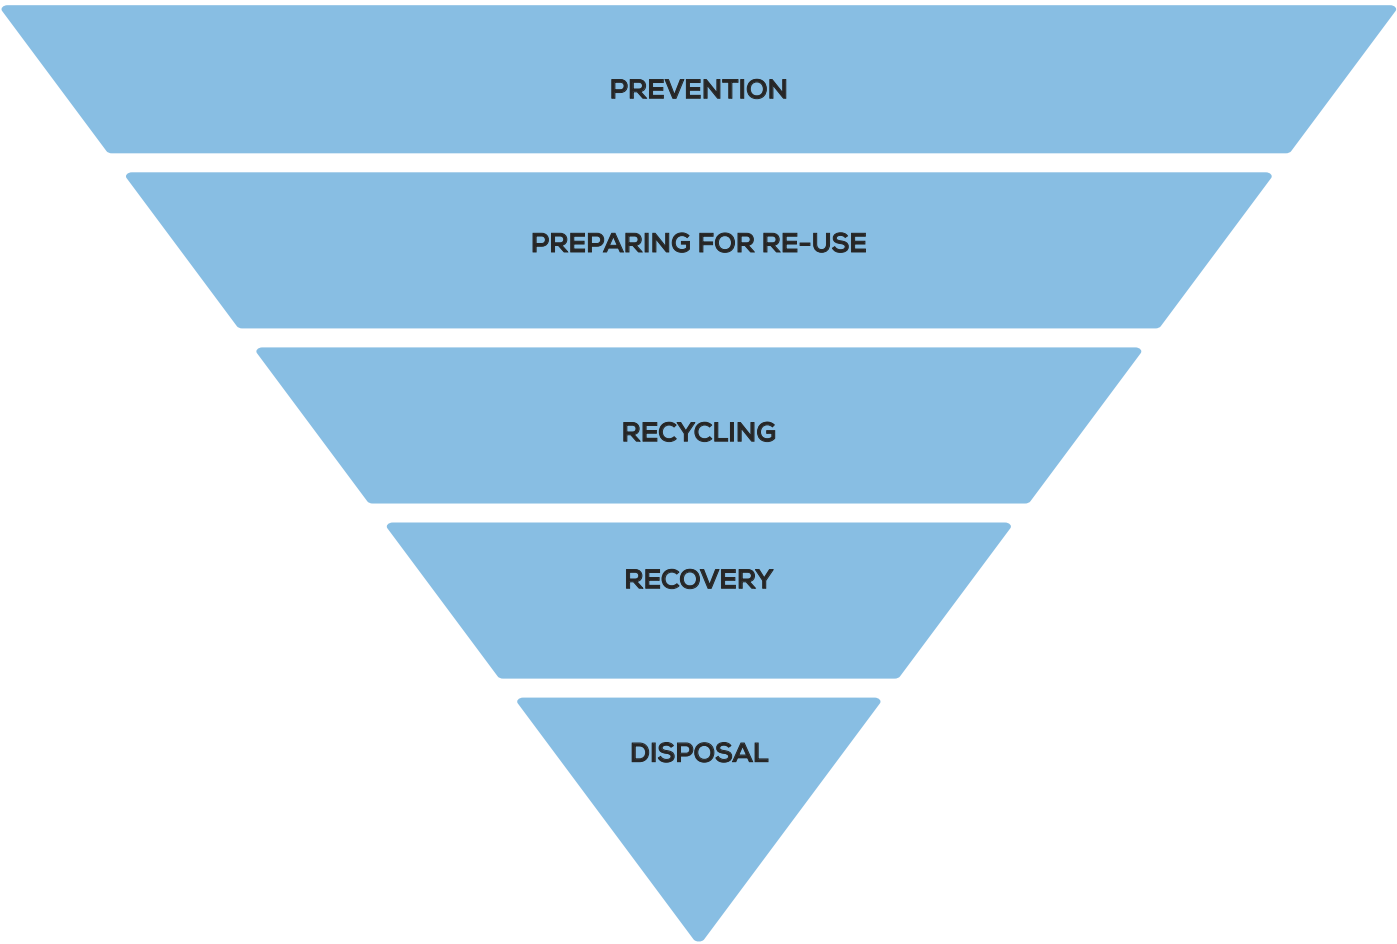 PREVENTION
PREPARING FOR RE-USE
RECYCLING
RECOVERY
DISPOSAL